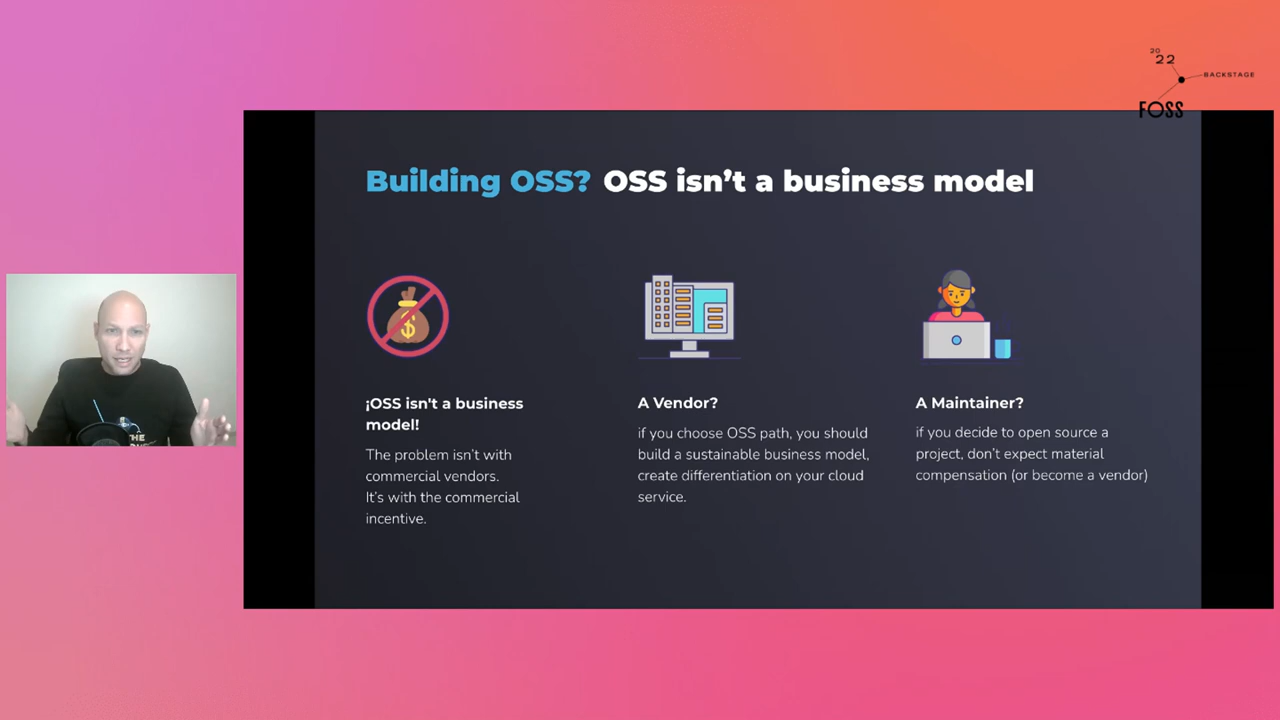 20
22
BACKSTAGE
FOSS
Building OSS? OSS isn't a business model
$
¡OSS isn't a business
model!
The problem isn't with
commercial vendors.
It's with the commercial
incentive.
A Vendor?
if you choose OSS path, you should
build a sustainable business model,
create differentiation on your cloud
service.
A Maintainer?
if you decide to open source a
project, don't expect material
compensation (or become a vendor)
THE